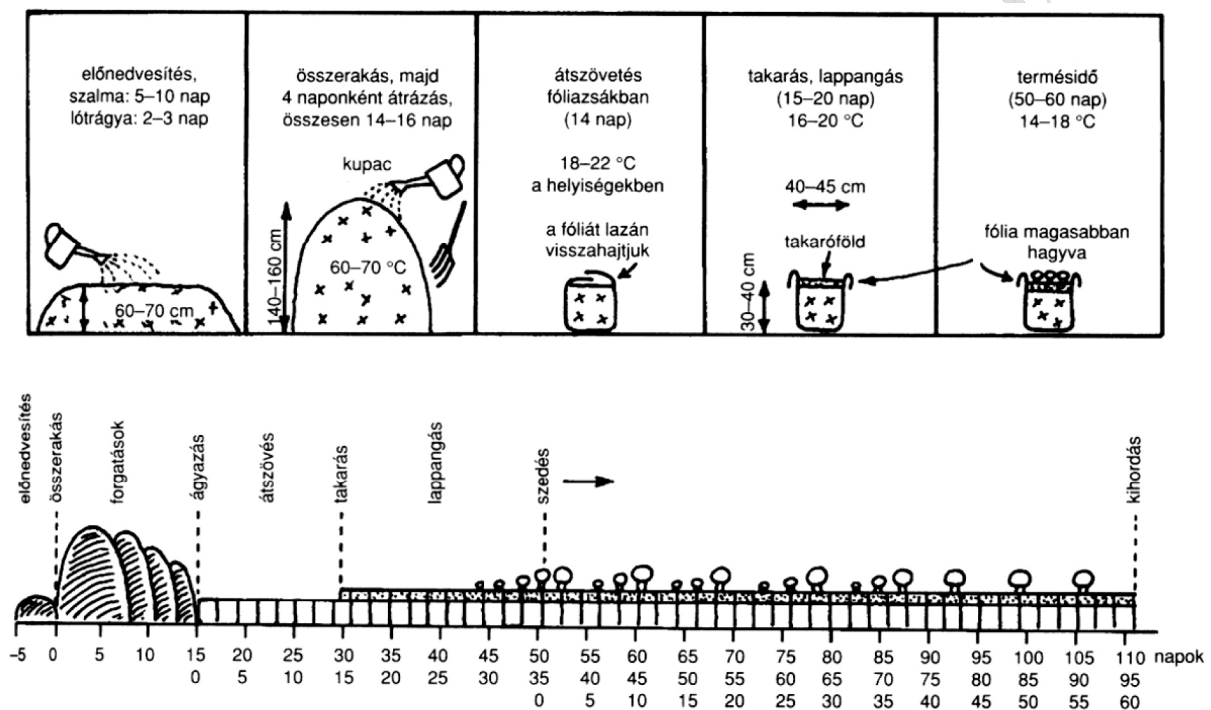 előnedvesítés,
szalma: 5–10 nap
lótrágya: 2–3 nap
60–70 cm
összerakás, majd
4 naponként átrázás,
összesen 14–16 nap
kupac
140–160 cm
60–70 °C
átszövetés
fóliazsákban
(14 nap)
18–22 °C
a helyiségekben
a fóliát lazán
visszahajtjuk
takarás, lappangás
(15–20 nap)
16–20 °C
40–45 cm
takaróföld
30–40 cm
termésidő
(50–60 nap)
14–18 °C
fólia magasabban
hagyva
előnedvesítés
összerakás
forgatások
ágyazás
átszövés
takarás
lappangás
szedés
kihordás
–5 0 5 10 15 20 25 30 35 40 45 50 55 60 65 70 75 80 85 90 95 100 105 110 napok
0 5 10 15 20 25 30 35 40 45 50 55 60 65 70 75 80 85 90 95
0 5 10 15 20 25 30 35 40 45 50 55 60